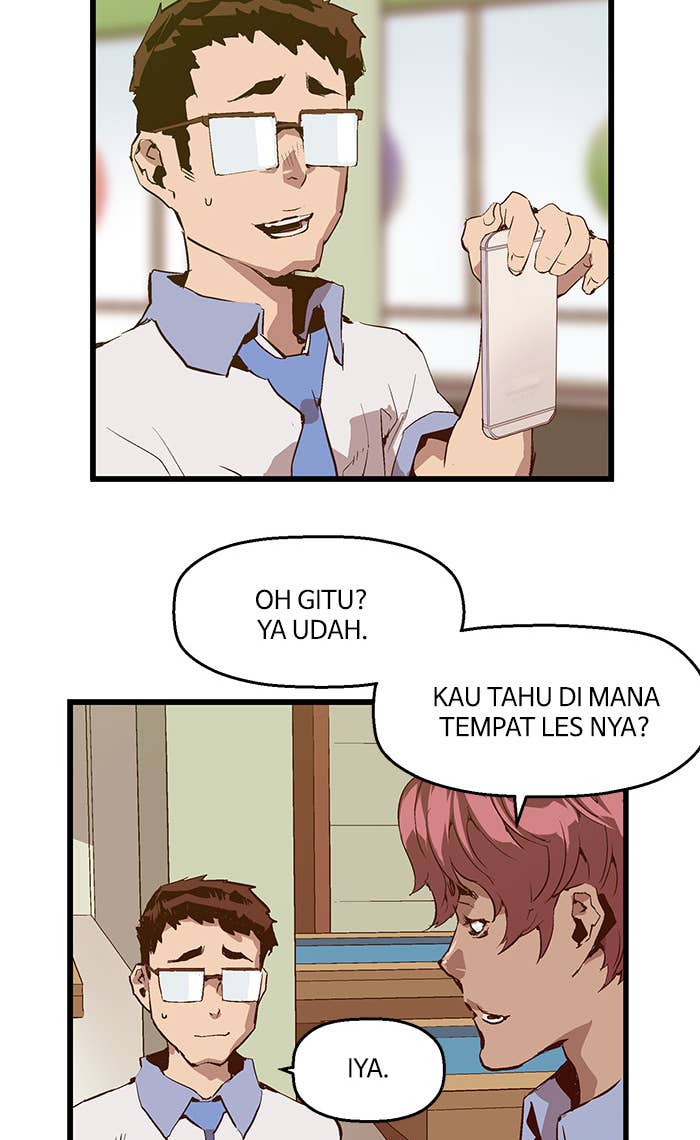 OH GITU?
YA UDAH.
KAU TAHU DI MANA
TEMPAT LES NYA?
IYA.